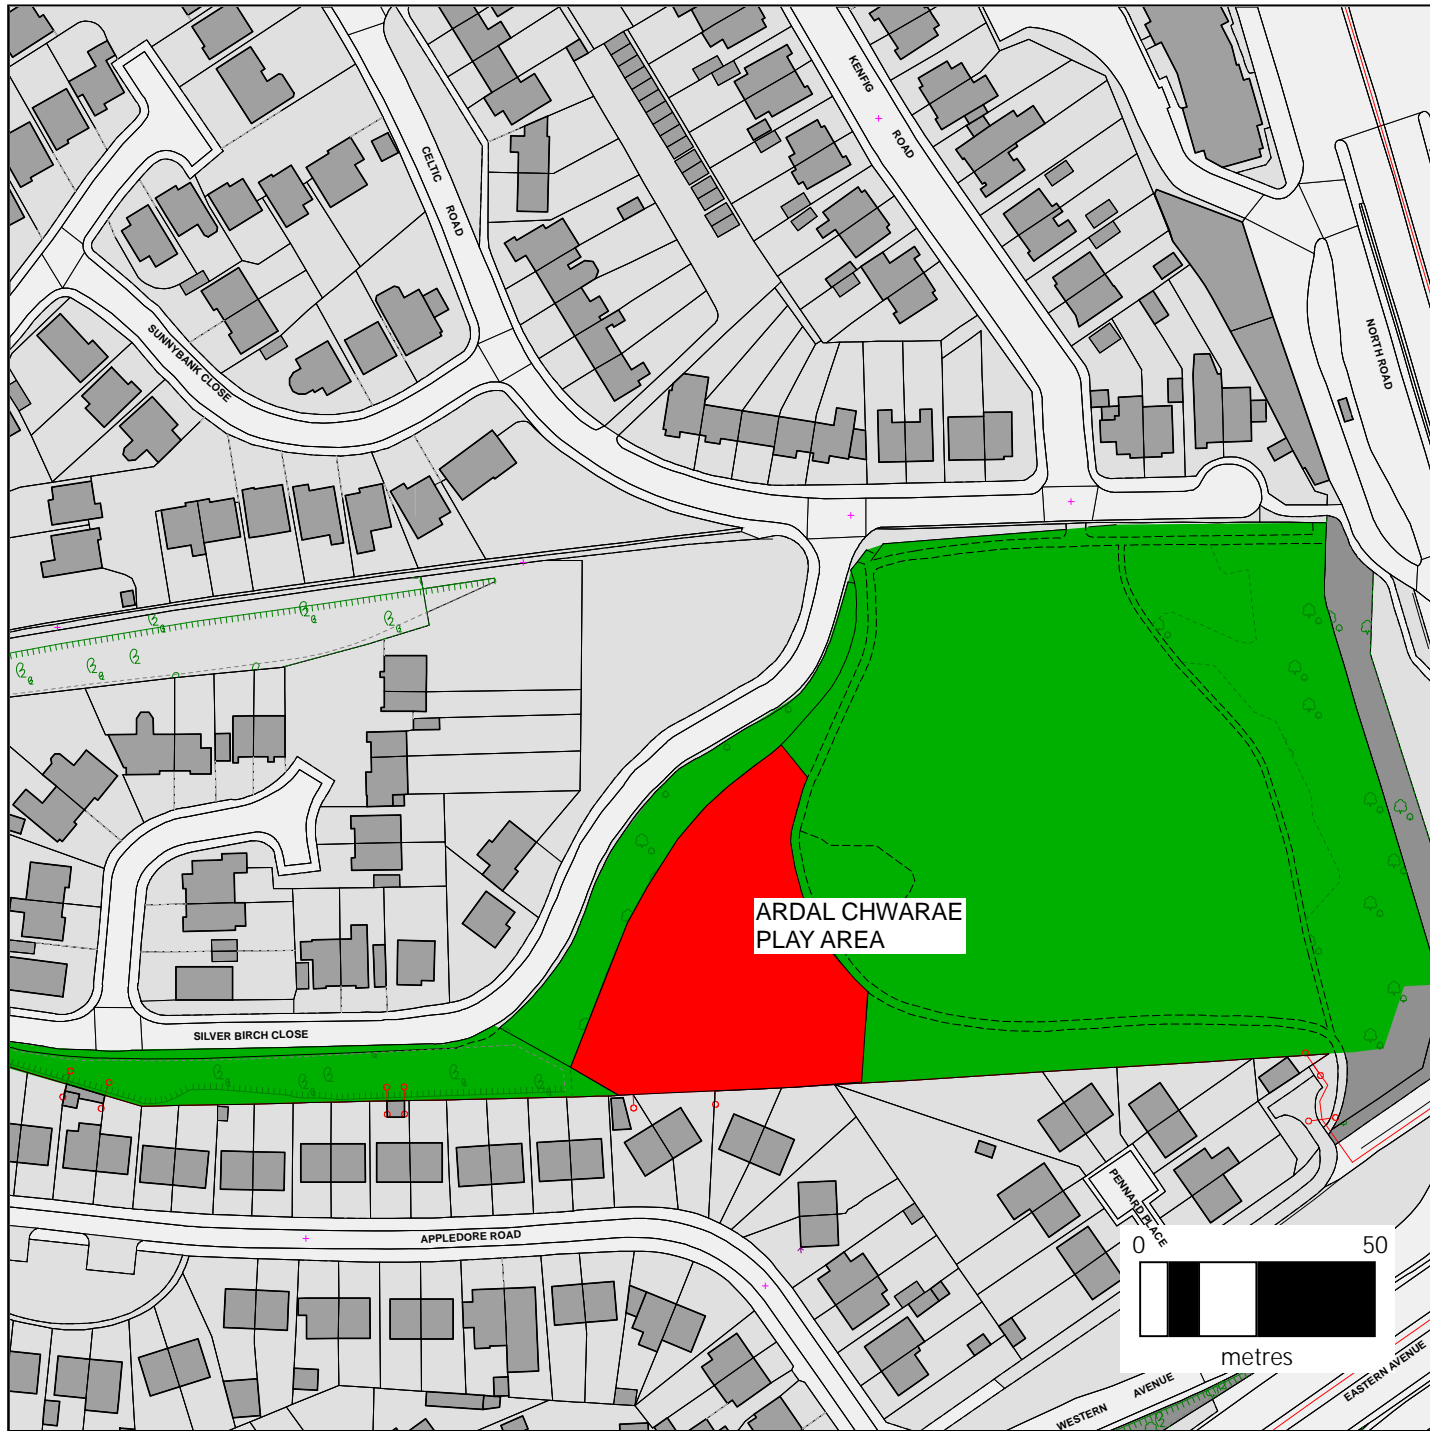 KENFIG
ROAD
CELTIC
ROAD
NORTH ROAD
SUNNYBANK CLOSE
ARDAL CHWARAE
PLAY AREA
SILVER BIRCH CLOSE
PENNARD PLACE
APPLEDORE ROAD
0 50
metres
WESTERN AVENUE
EASTERN AVENUE